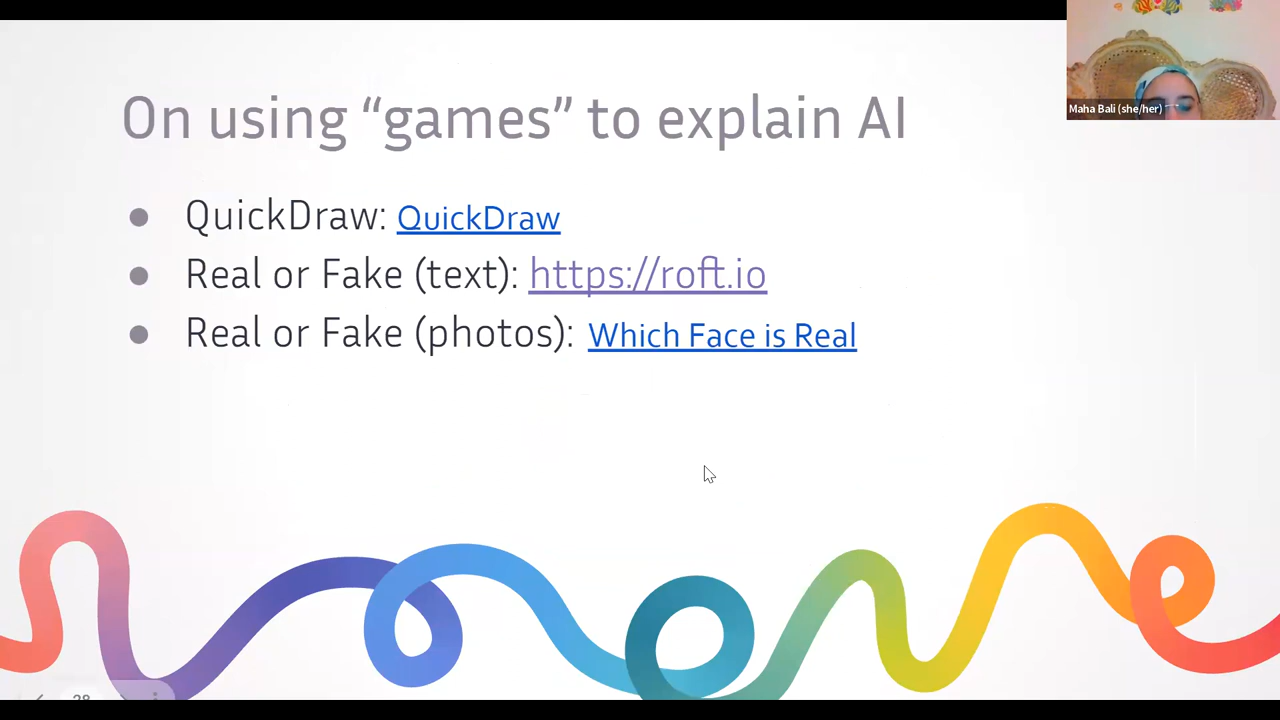 On using “games” to explain AI
Maha Bali (she/her)
● QuickDraw: QuickDraw
● Real or Fake (text): https://roft.io
● Real or Fake (photos): Which Face is Real
28